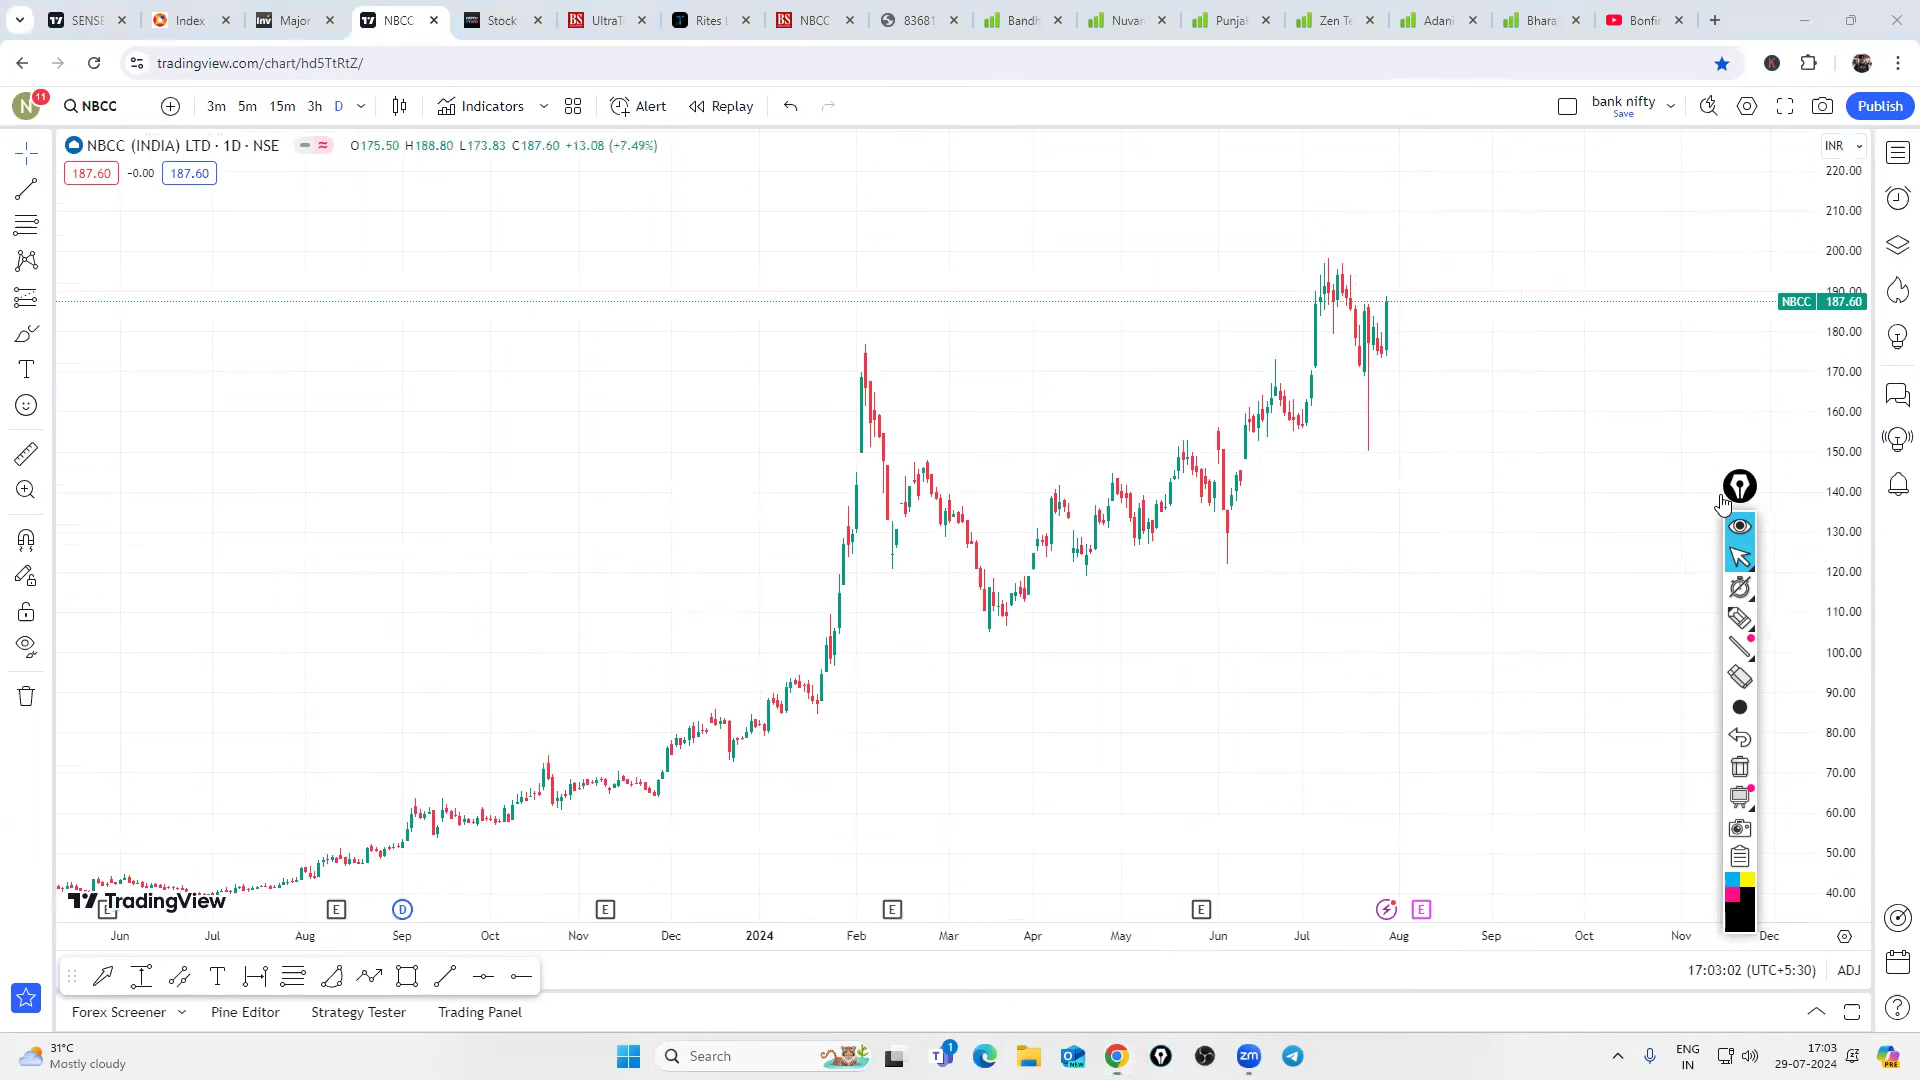 SENSE
Index
Major
NBCC
Stock
UltraT
Rites L
NBCC
83681
Bandh
Nuvan
Punjal
Zen Te
Adani
Bhara
Bonfir
tradingview.com/chart/hd5TtRtZ/
N 11 NBCC 3m 5m 15m 3h D Indicators Alert Replay bank nifty Publish
Save
NBCC (INDIA) LTD · 1D · NSE O175.50 H188.80 L173.83 C187.60 +13.08 (+7.49%) INR
187.60 -0.00 187.60
220.00
210.00
200.00
190.00
NBCC 187.60
180.00
170.00
160.00
150.00
140.00
130.00
120.00
110.00
100.00
90.00
80.00
70.00
60.00
50.00
40.00
TradingView
E E D E E E E
Jun Jul Aug Sep Oct Nov Dec 2024 Feb Mar Apr May Jun Jul Aug Sep Oct Nov Dec
17:03:02 (UTC+5:30) ADJ
Forex Screener Pine Editor Strategy Tester Trading Panel
31°C
Mostly cloudy
Search
1
zm
ENG
IN
17:03
29-07-2024
PRE